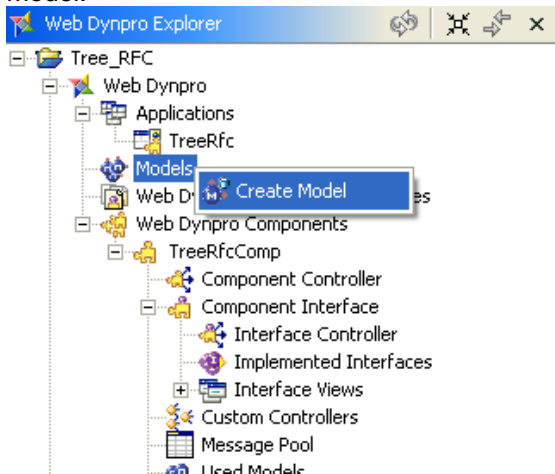 Web Dynpro Explorer
Tree_RFC
Web Dynpro
Applications
TreeRfc
Models
Create Model
Web D
es
Web Dynpro Components
TreeRfcComp
Component Controller
Component Interface
Interface Controller
Implemented Interfaces
Interface Views
Custom Controllers
Message Pool
Used Models